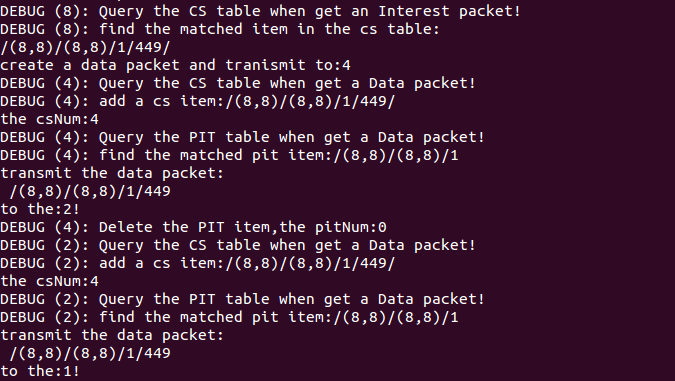 DEBUG (8): Query the CS table when get an Interest packet!
DEBUG (8): find the matched item in the cs table:
/(8,8)/(8,8)/1/449/
create a data packet and tranismit to:4
DEBUG (4): Query the CS table when get a Data packet!
DEBUG (4): add a cs item:/(8,8)/(8,8)/1/449/
the csNum:4
DEBUG (4): Query the PIT table when get a Data packet!
DEBUG (4): find the matched pit item:/(8,8)/(8,8)/1
transmit the data packet:
/(8,8)/(8,8)/1/449
to the:2!
DEBUG (4): Delete the PIT item,the pitNum:0
DEBUG (2): Query the CS table when get a Data packet!
DEBUG (2): add a cs item:/(8,8)/(8,8)/1/449/
the csNum:4
DEBUG (2): Query the PIT table when get a Data packet!
DEBUG (2): find the matched pit item:/(8,8)/(8,8)/1
transmit the data packet:
/(8,8)/(8,8)/1/449
to the:1!